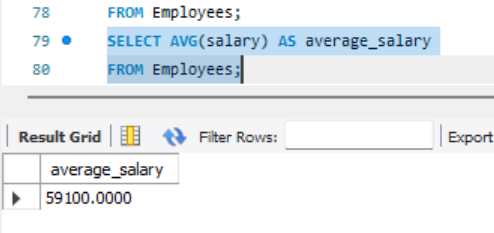 78 FROM Employees;
79 SELECT AVG(salary) AS average_salary
80 FROM Employees;
Result Grid Filter Rows: Export
average_salary
59100.0000